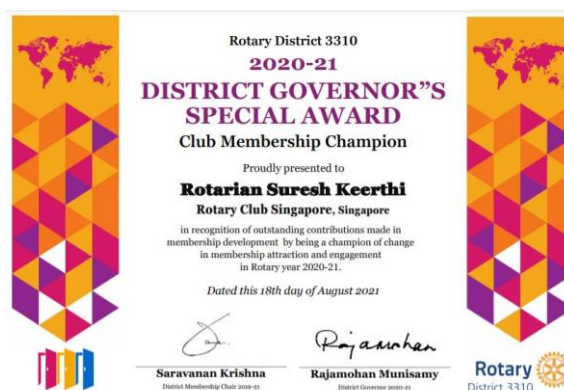 Rotary District 3310
2020-21
DISTRICT GOVERNOR"S
SPECIAL AWARD
Club Membership Champion
Proudly presented to
Rotarian Suresh Keerthi
Rotary Club Singapore, Singapore
in recognition of outstanding contributions made in
membership development by being a champion of change
in membership attraction and engagement
in Rotary year 2020-21.
Dated this 18th day of August 2021
Rajamohan
Saravanan Krishna
District Membership Chair 2019-21
Rajamohan Munisamy
District Governor 2020-21
Rotary
District 3310